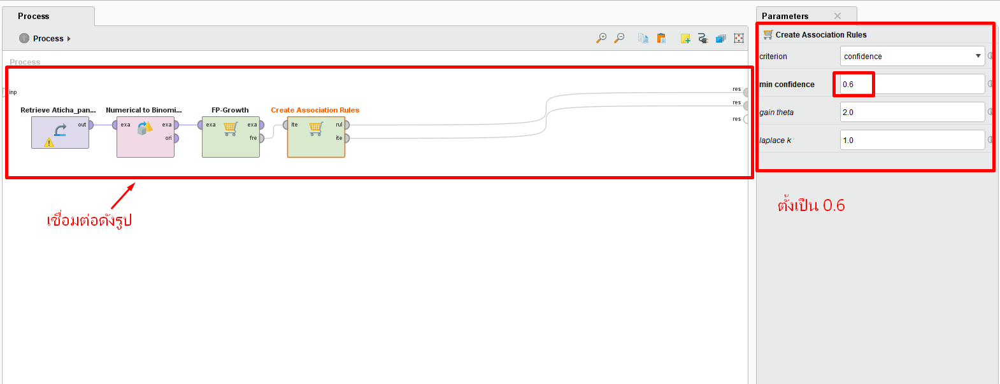 Process
Parameters
Process
Create Association Rules
criterion
confidence
Process
min confidence
0.6
inp
res
res
res
Retrieve Aticha_pan...
Numerical to Binomi...
FP-Growth
Create Association Rules
out
exa
exa
ori
exa
exa
fre
ite
rul
ite
gain theta
2.0
laplace k
1.0
เชื่อมต่อดังรูป
ตั้งเป็น 0.6